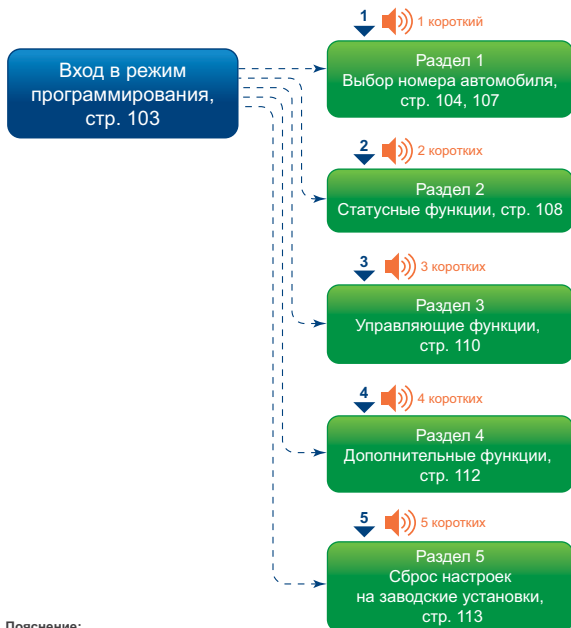 Вход в режим
программирования,
стр. 103
1 1 короткий
Раздел 1
Выбор номера автомобиля,
стр. 104, 107
2 2 коротких
Раздел 2
Статусные функции, стр. 108
3 3 коротких
Раздел 3
Управляющие функции,
стр. 110
4 4 коротких
Раздел 4
Дополнительные функции,
стр. 112
5 5 коротких
Раздел 5
Сброс настроек
на заводские установки,
стр. 113
Пояснение: